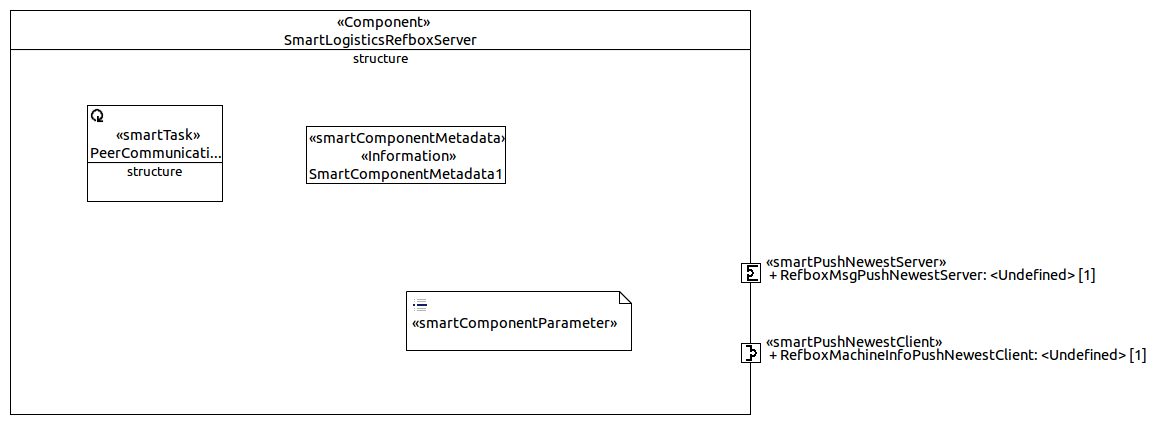 «Component»
SmartLogisticsRefboxServer
structure
«smartTask»
PeerCommunicati...
structure
«smartComponentMetadata»
«Information»
SmartComponentMetadata1
«smartPushNewestServer»
+ RefboxMsgPushNewestServer: <Undefined> [1]
«smartComponentParameter»
«smartPushNewestClient»
+ RefboxMachineInfoPushNewestClient: <Undefined> [1]